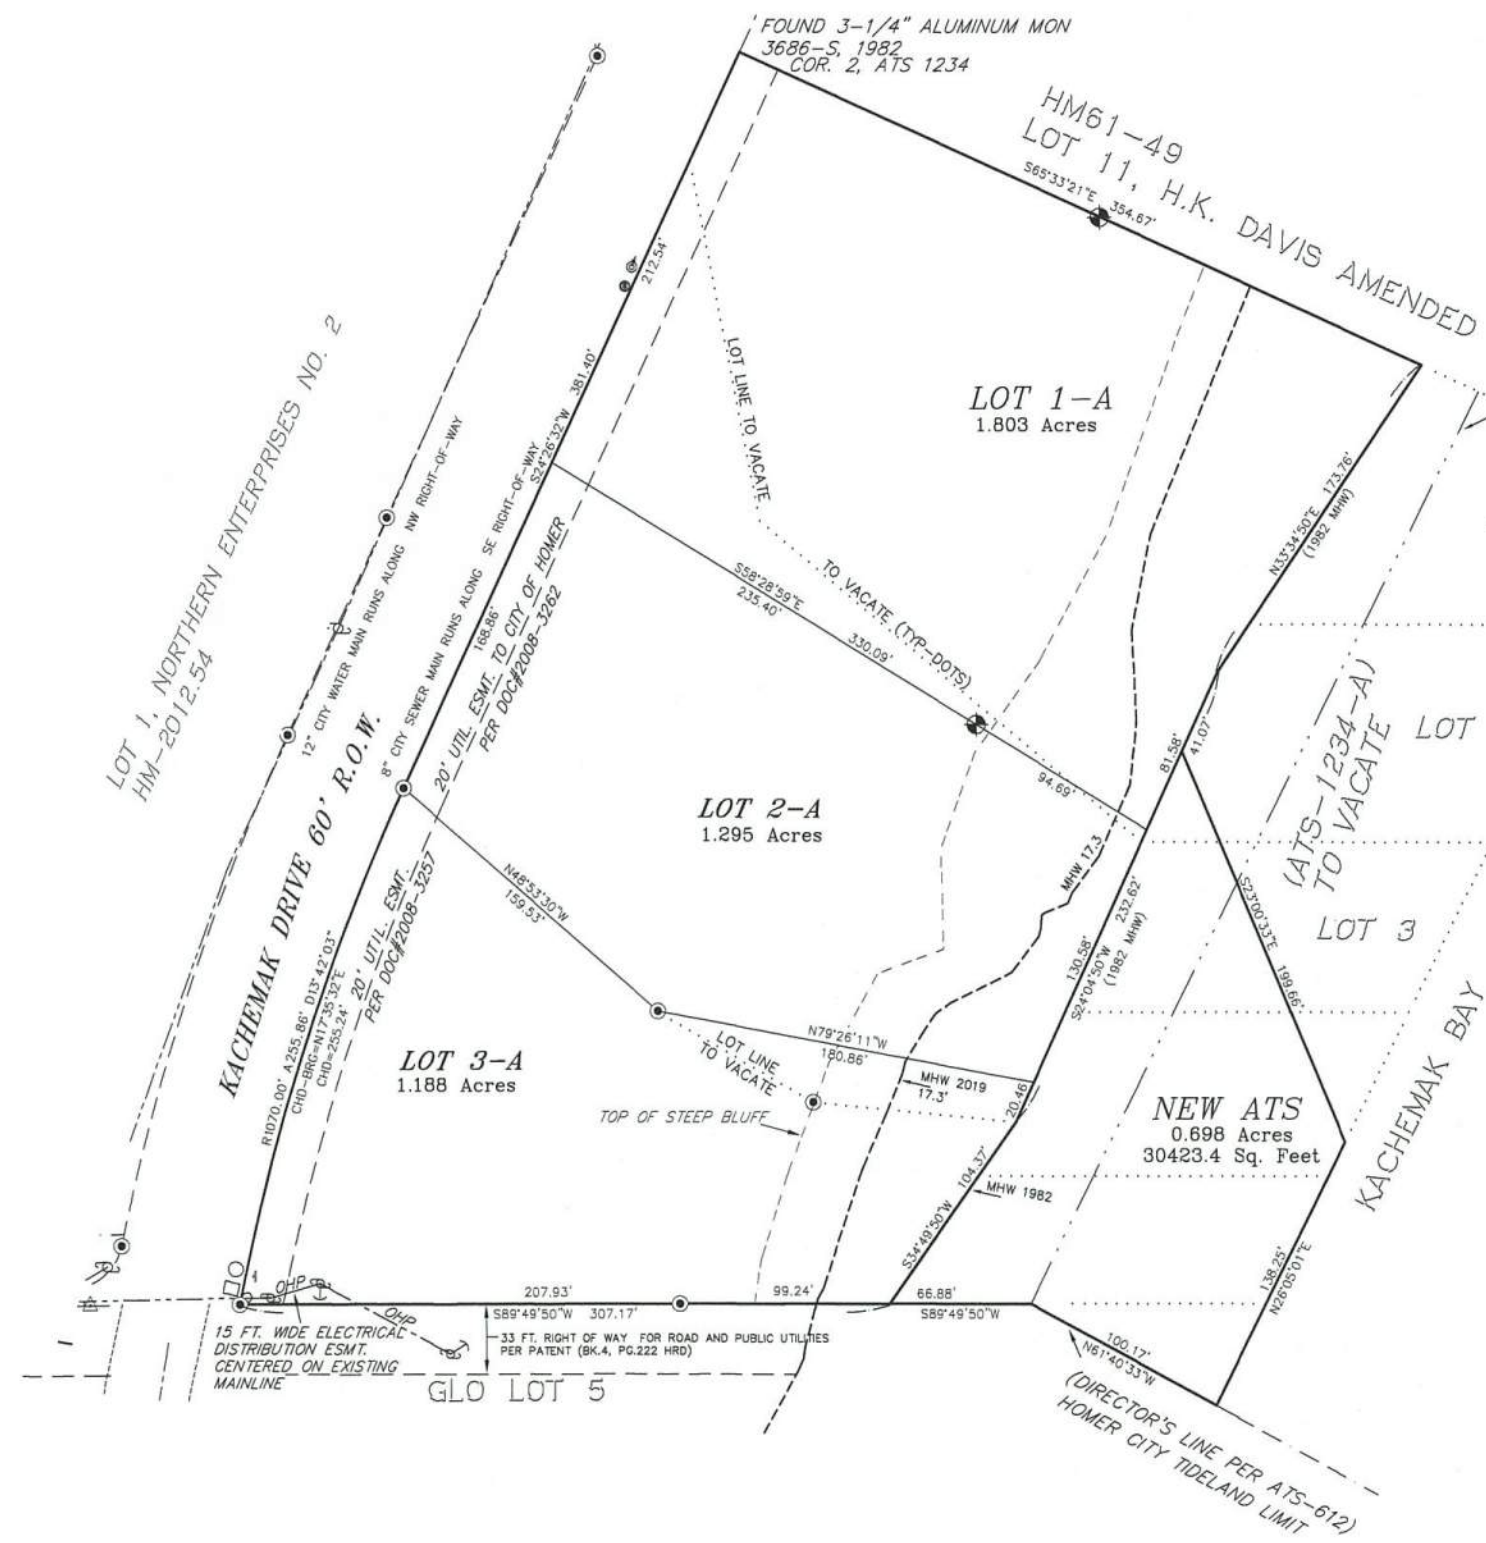 FOUND 3-1/4" ALUMINUM MON
3686-S, 1982
COR. 2, ATS 1234
HM61-49
LOT 11, H.K. DAVIS AMENDED
S65°33'21"E 354.67'
212.54'
S24°26'32"W 381.40'
LOT LINE TO VACATE
LOT 1-A
1.803 Acres
N33°34'50"E 173.76'
(1982 MHW)
LOT 1, NORTHERN ENTERPRISES NO. 2
HM-2012.54
12" CITY WATER MAIN RUNS ALONG NW RIGHT-OF-WAY
8" CITY SEWER MAIN RUNS ALONG SE RIGHT-OF-WAY
168.86'
20' UTIL. ESMT. TO CITY OF HOMER
PER DOC#2008-3262
S58°28'59"E
235.40'
330.09'
TO VACATE (TYP-DOTS)
94.69'
81.58'
41.07'
(ATS-1234-A)
TO VACATE
LOT
KACHEMAK DRIVE 60' R.O.W.
LOT 2-A
1.295 Acres
MHW 17.3
N48°53'30"W
159.53'
20' UTIL. ESMT.
PER DOC#2008-3257
R1070.00' A255.86' D13°42'03"
CHD-BRG=N17°35'32"E
CHD=255.24'
130.58' 232.62'
S24°04'50"W (1982 MHW)
S23°00'33"E 199.66'
LOT 3
KACHEMAK BAY
LOT 3-A
1.188 Acres
LOT LINE
TO VACATE
N79°26'11"W
180.86'
MHW 2019
17.3'
20.46'
TOP OF STEEP BLUFF
NEW ATS
0.698 Acres
30423.4 Sq. Feet
104.37'
S34°49'50"W
MHW 1982
138.25'
N26°05'01"E
OHP
OHP
207.93'
S89°49'50"W 307.17'
99.24'
66.88'
S89°49'50"W
15 FT. WIDE ELECTRICAL
DISTRIBUTION ESMT.
CENTERED ON EXISTING
MAINLINE
33 FT. RIGHT OF WAY FOR ROAD AND PUBLIC UTILITIES
PER PATENT (BK.4, PG.222 HRD)
GLO LOT 5
100.17'
N61°40'33"W
(DIRECTOR'S LINE PER ATS-612)
HOMER CITY TIDELAND LIMIT